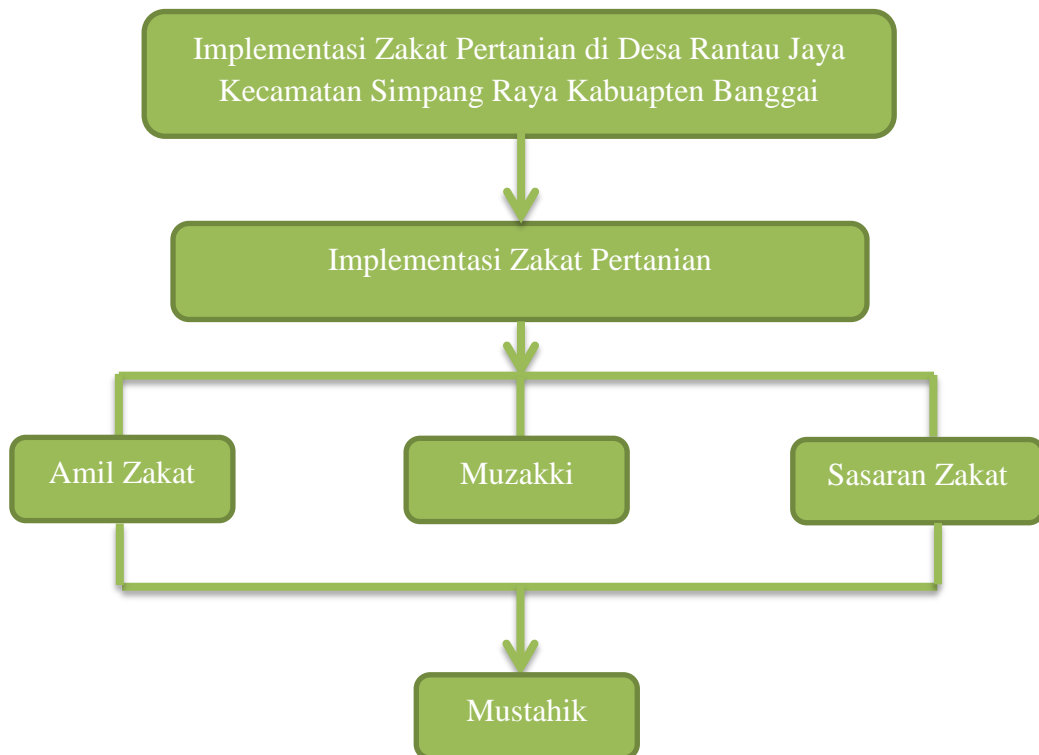 Implementasi Zakat Pertanian di Desa Rantau Jaya
Kecamatan Simpang Raya Kabuapten Banggai
Implementasi Zakat Pertanian
Amil Zakat
Muzakki
Sasaran Zakat
Mustahik